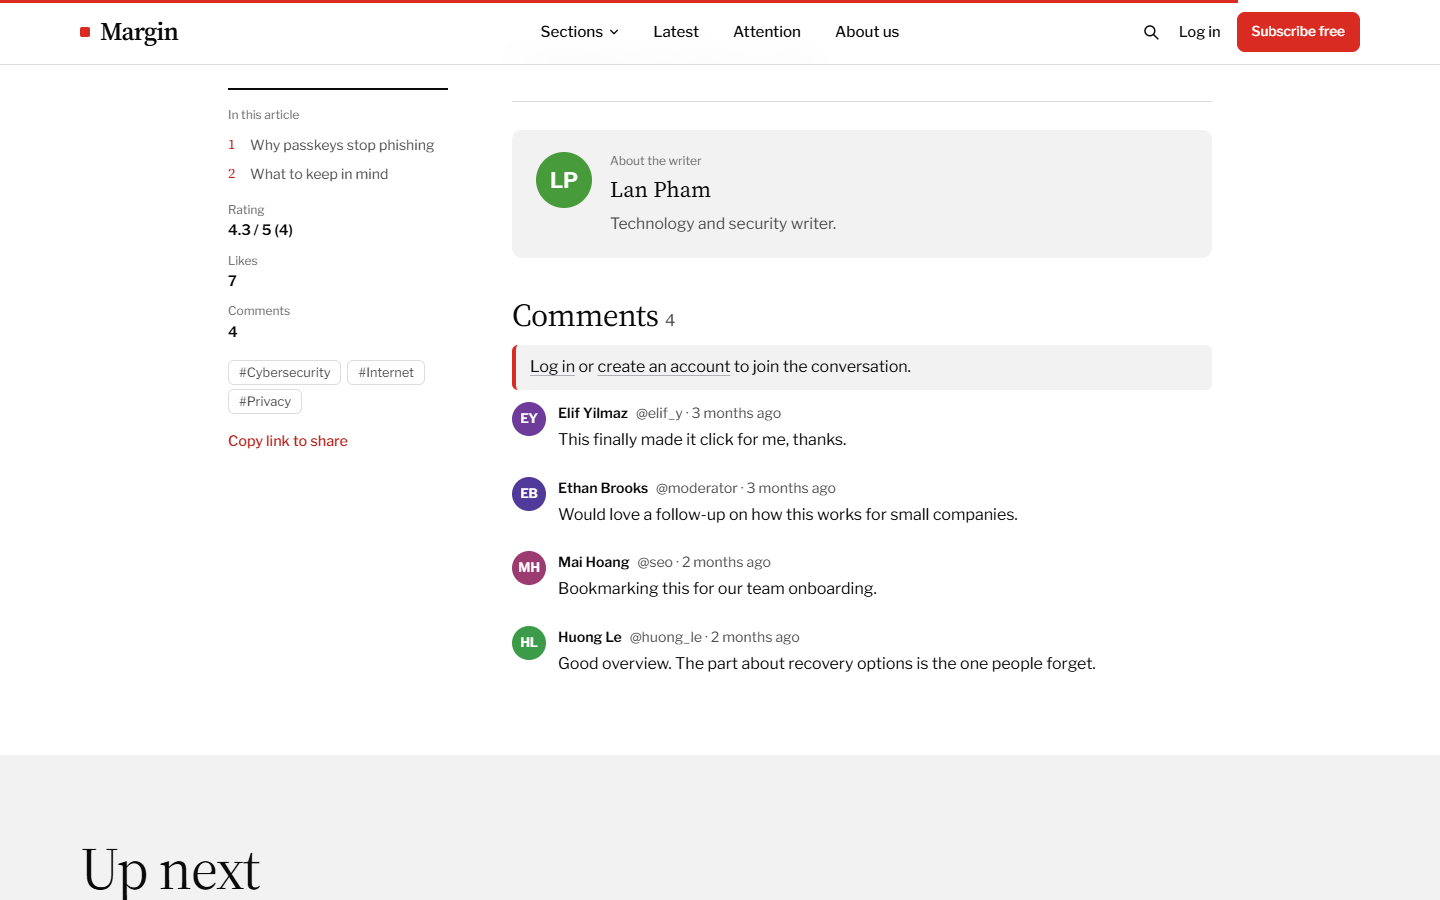 Margin
Sections
Latest
Attention
About us
Log in
Subscribe free
In this article
1 Why passkeys stop phishing
2 What to keep in mind
Rating
4.3 / 5 (4)
Likes
7
Comments
4
#Cybersecurity
#Internet
#Privacy
Copy link to share
LP
About the writer
Lan Pham
Technology and security writer.
Comments 4
Log in or create an account to join the conversation.
EY
Elif Yilmaz @elif_y · 3 months ago
This finally made it click for me, thanks.
EB
Ethan Brooks @moderator · 3 months ago
Would love a follow-up on how this works for small companies.
MH
Mai Hoang @seo · 2 months ago
Bookmarking this for our team onboarding.
HL
Huong Le @huong_le · 2 months ago
Good overview. The part about recovery options is the one people forget.
Up next